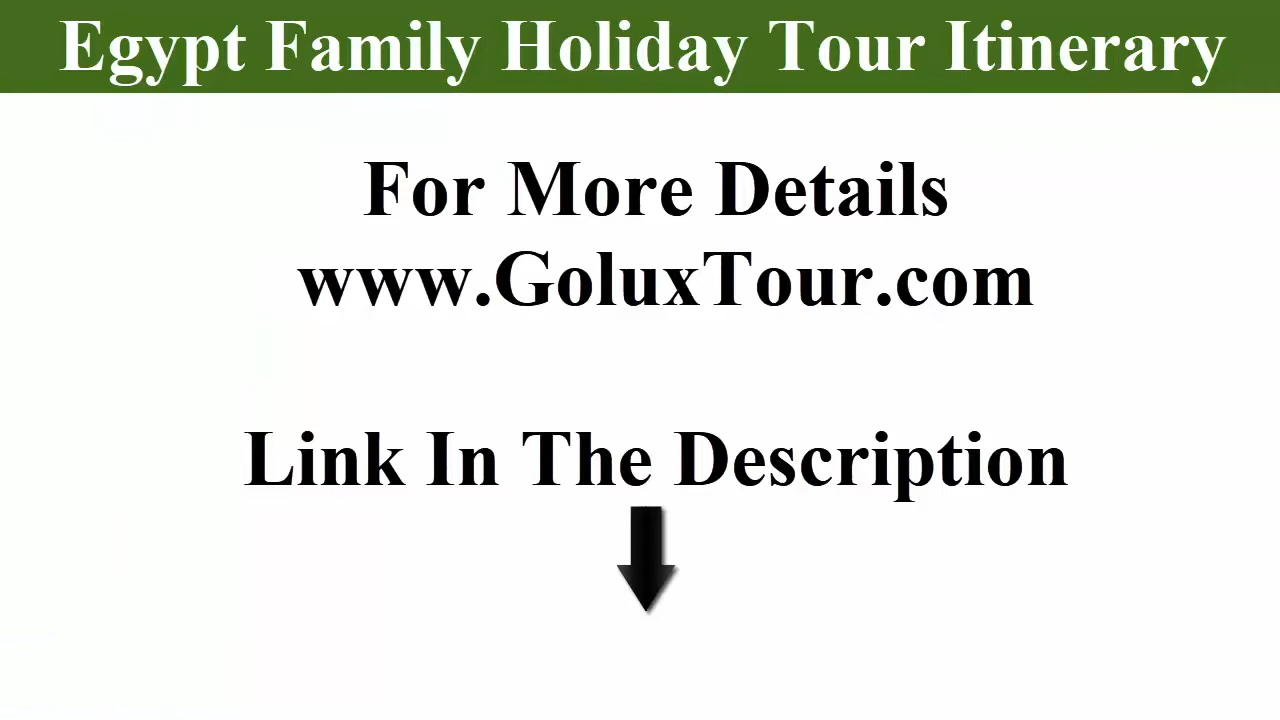 Egypt Family Holiday Tour Itinerary
For More Details
www.GoluxTour.com
Link In The Description